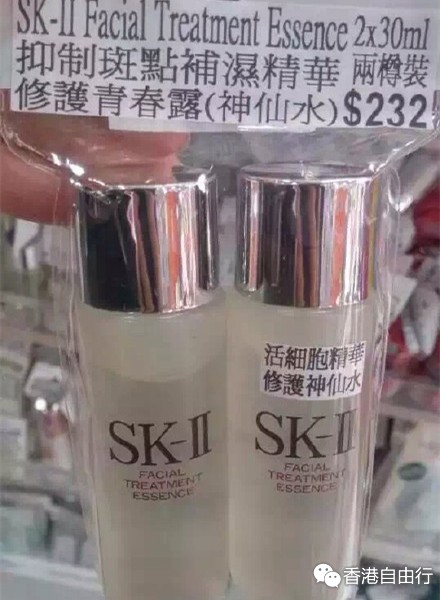 SK-II Facial Treatment Essence 2x30ml
抑制斑點補濕精華 兩樽裝
修護青春露(神仙水)$232
活細胞精華
修護神仙水
SK-II
FACIAL
TREATMENT
ESSENCE
SK-II
FACIAL
TREATMENT
ESSENCE
香港自由行